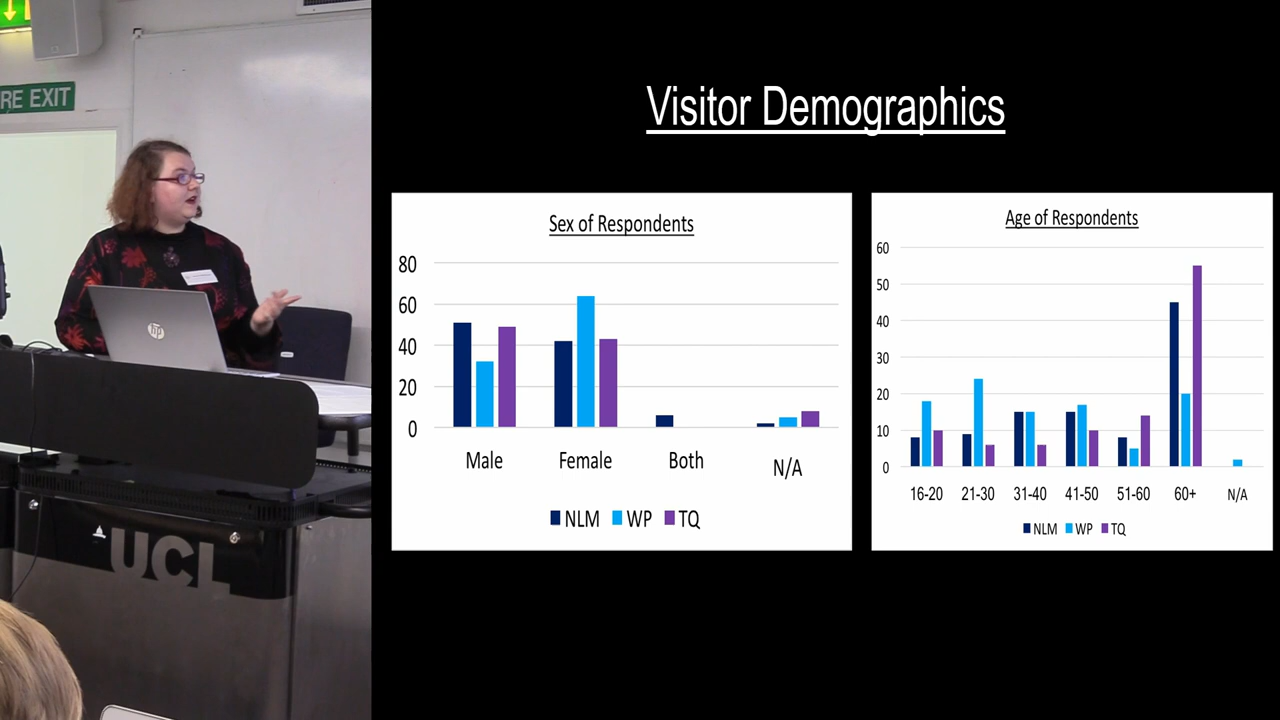 RE EXIT
hp
UCL
Visitor Demographics
Sex of Respondents
80
60
40
20
0
Male Female Both N/A
NLM WP TQ
Age of Respondents
60
50
40
30
20
10
0
16-20 21-30 31-40 41-50 51-60 60+ N/A
NLM WP TQ